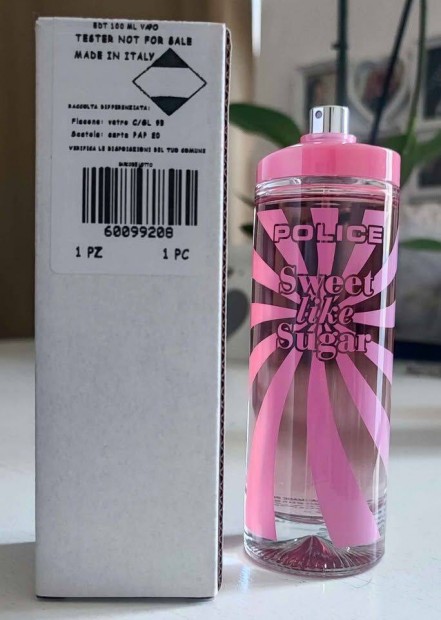 EDT 100 ML VAPO
TESTER NOT FOR SALE
MADE IN ITALY
RACCOLTA DIFFERENZIATA:
Flacone: vetro C/GL 98
Scatola: carta PAP 20
VERIFICA LE DISPOSIZIONI DEL TUO COMUNE
60099208
1 PZ 1 PC
POLICE
Sweet
like
Sugar